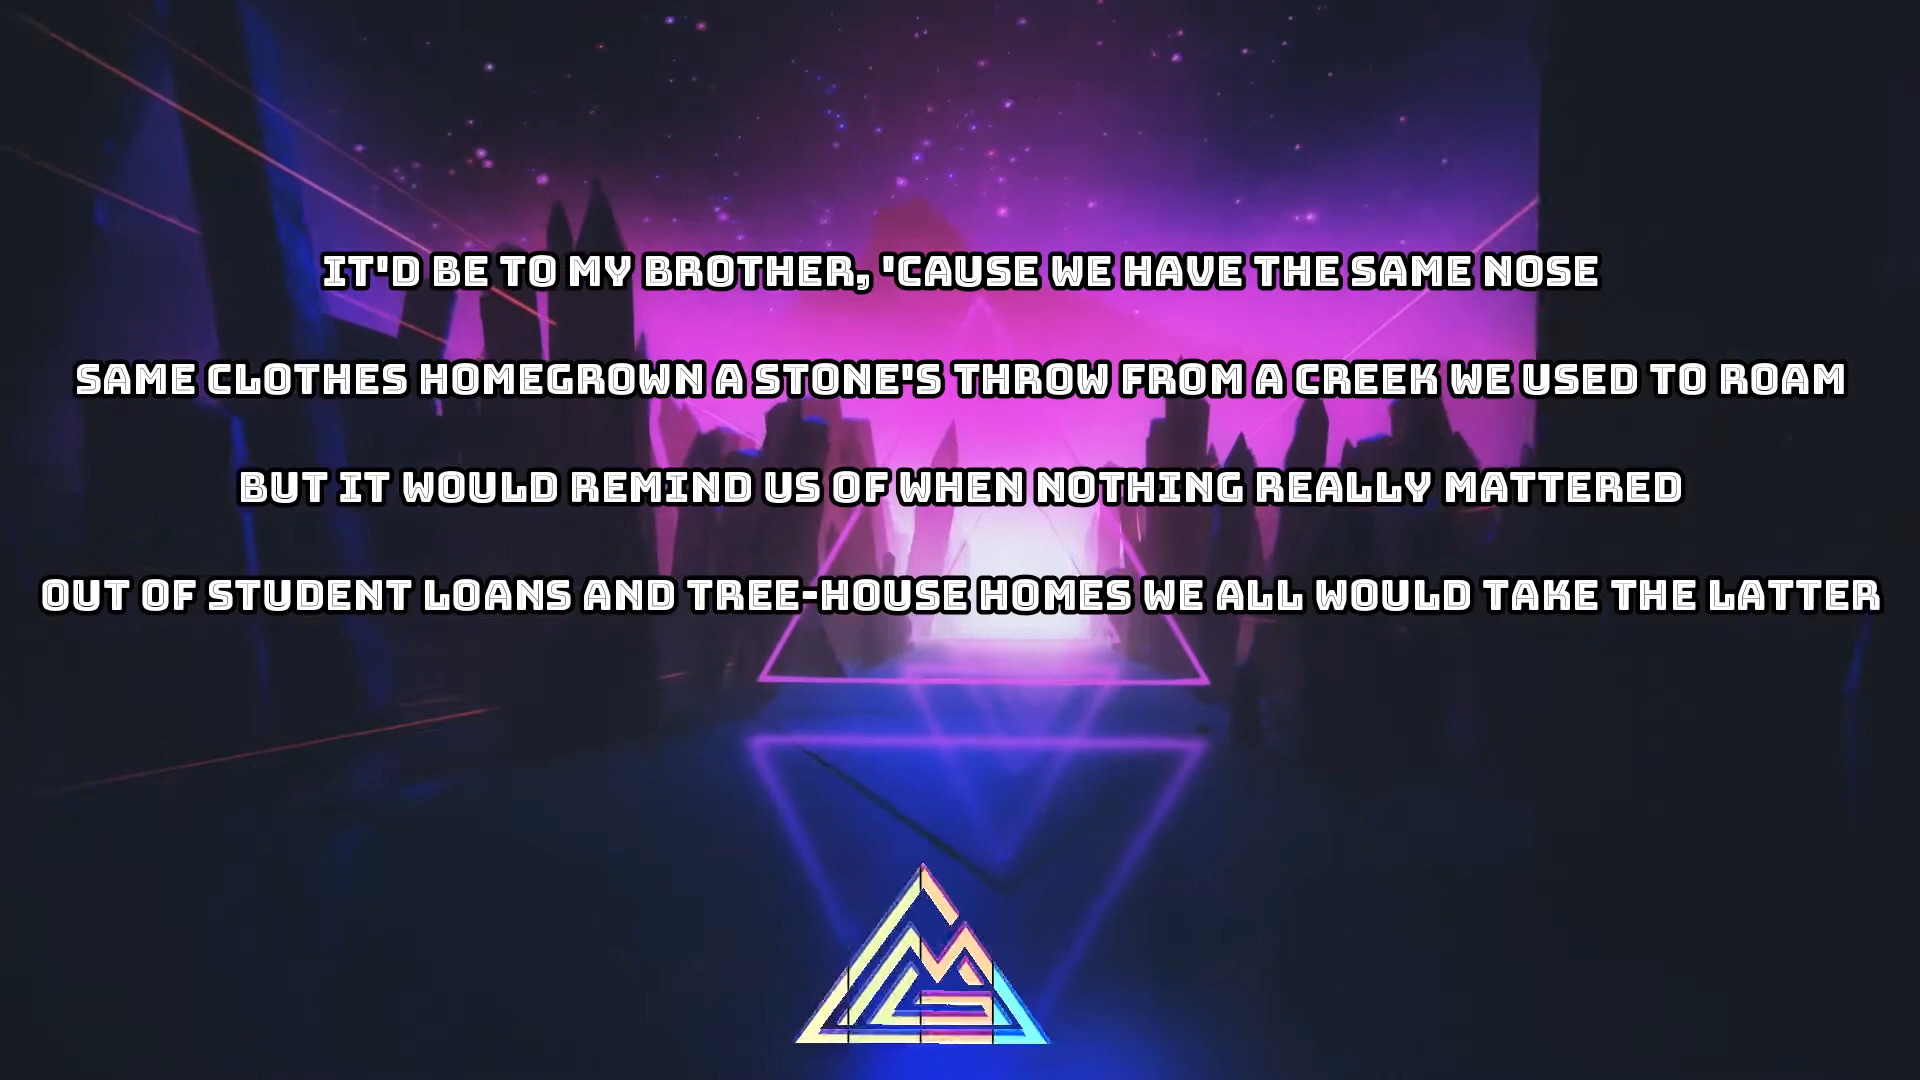 IT'D BE TO MY BROTHER, 'CAUSE WE HAVE THE SAME NOSE
SAME CLOTHES HOMEGROWN A STONE'S THROW FROM A CREEK WE USED TO ROAM
BUT IT WOULD REMIND US OF WHEN NOTHING REALLY MATTERED
OUT OF STUDENT LOANS AND TREE-HOUSE HOMES WE ALL WOULD TAKE THE LATTER